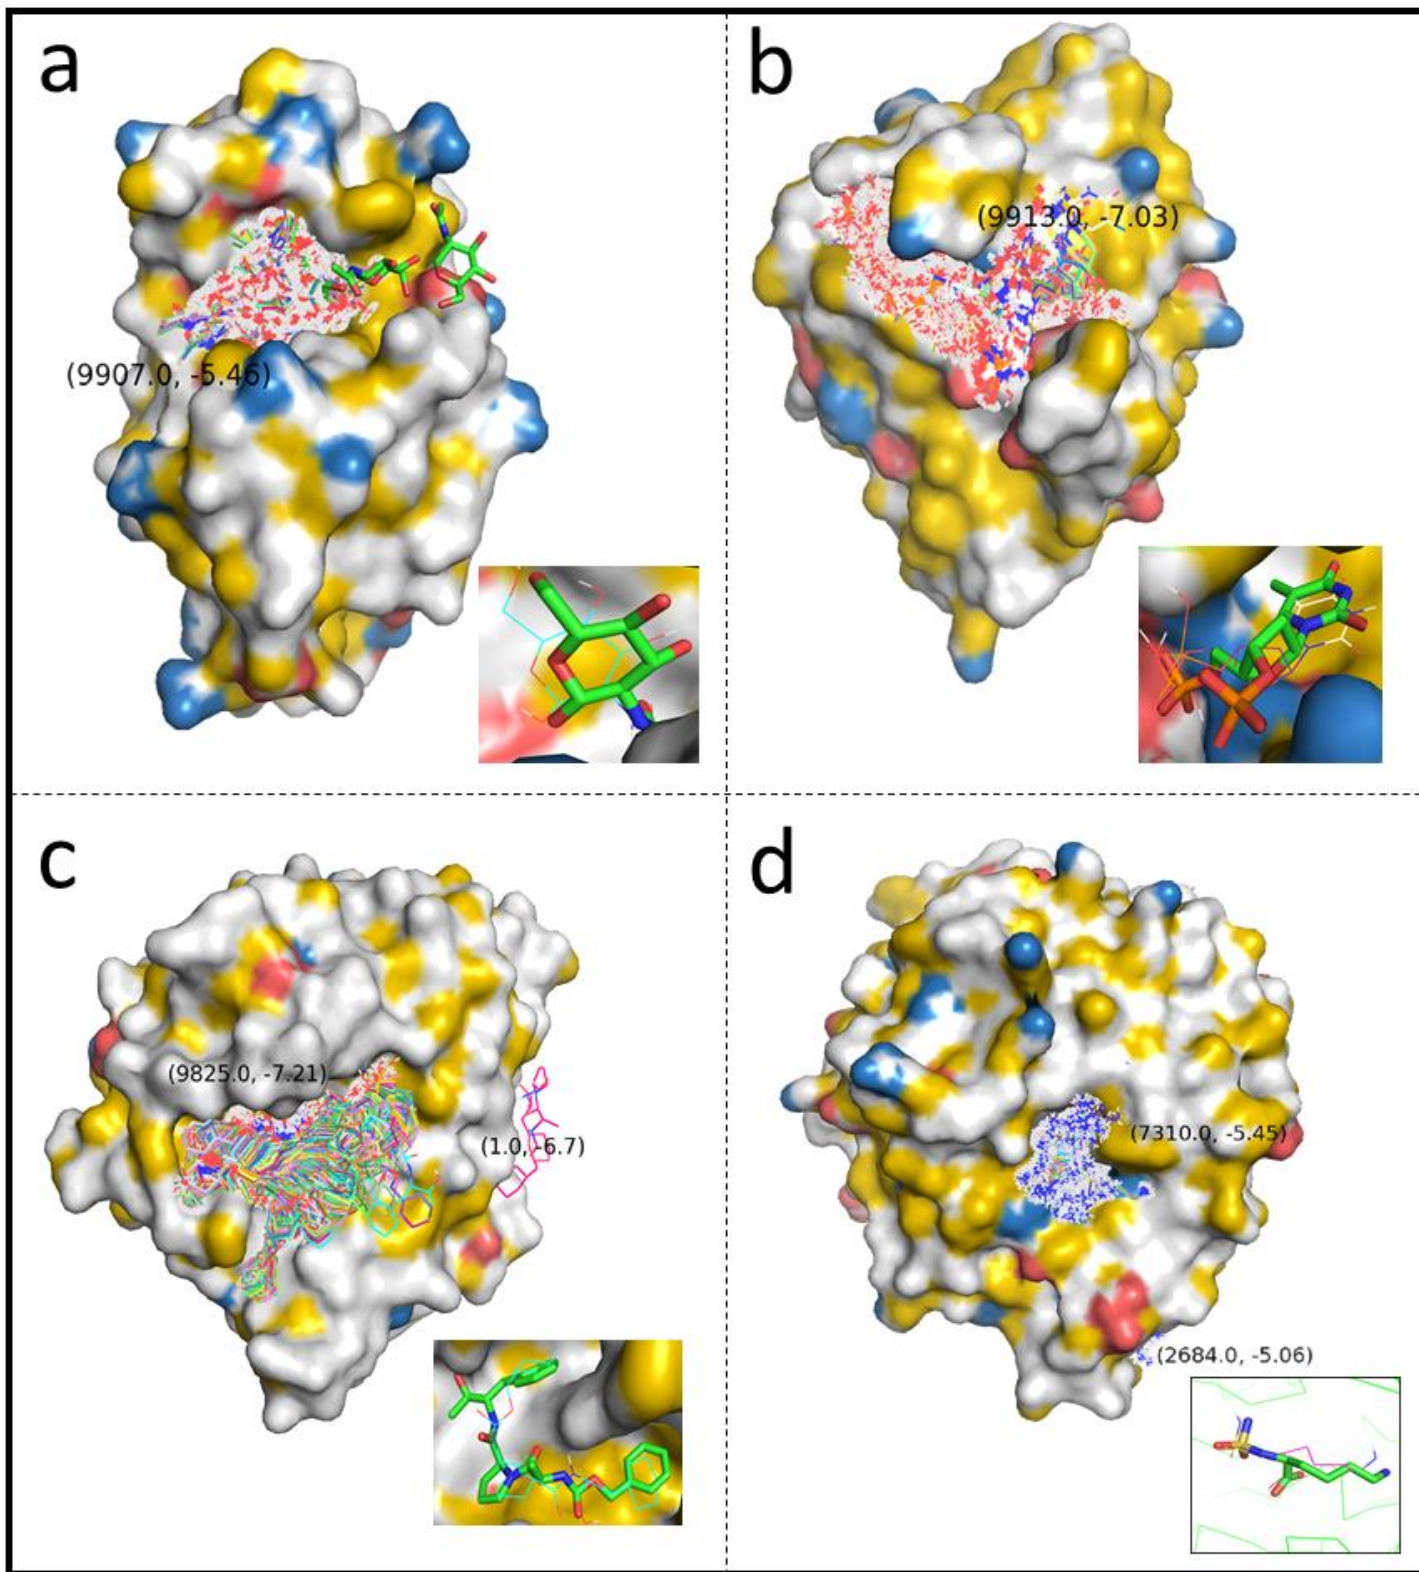 a
b
(9913.0, -7.03)
(9907.0, -5.46)
c
d
(9825.0, -7.21)
(1.0, -6.7)
(7310.0, -5.45)
(2684.0, -5.06)